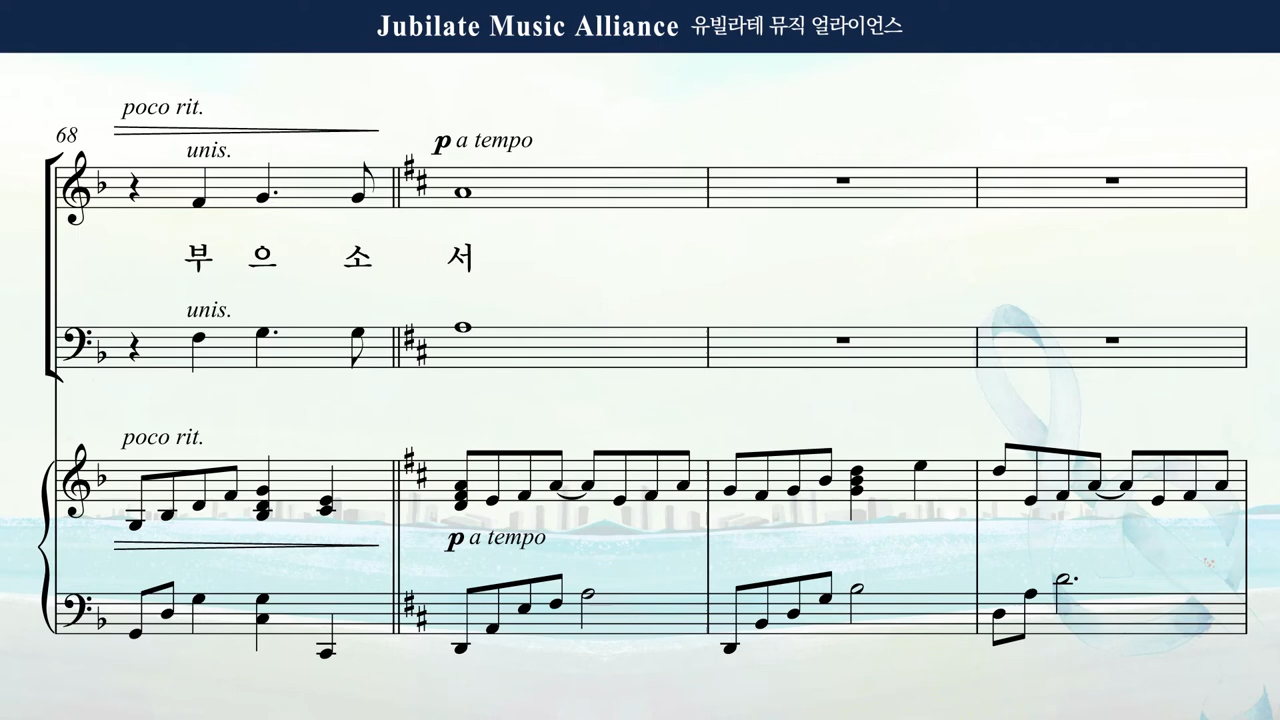 Jubilate Music Alliance 유빌라테 뮤직 얼라이언스
poco rit.
68
unis.
p a tempo
부 으 소 서
unis.
poco rit.
p a tempo